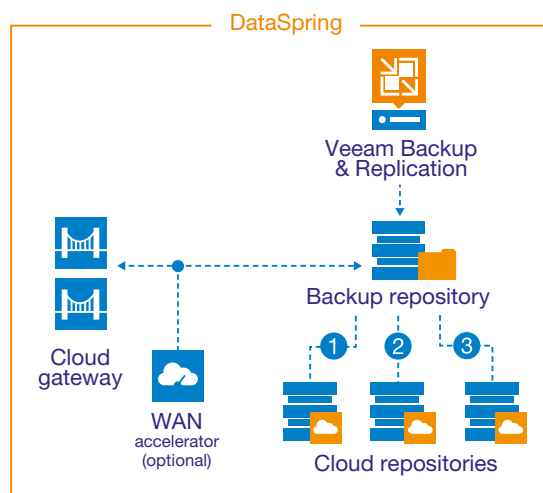 DataSpring
Veeam Backup
& Replication
Backup repository
Cloud
gateway
1
2
3
WAN
accelerator
(optional)
Cloud repositories